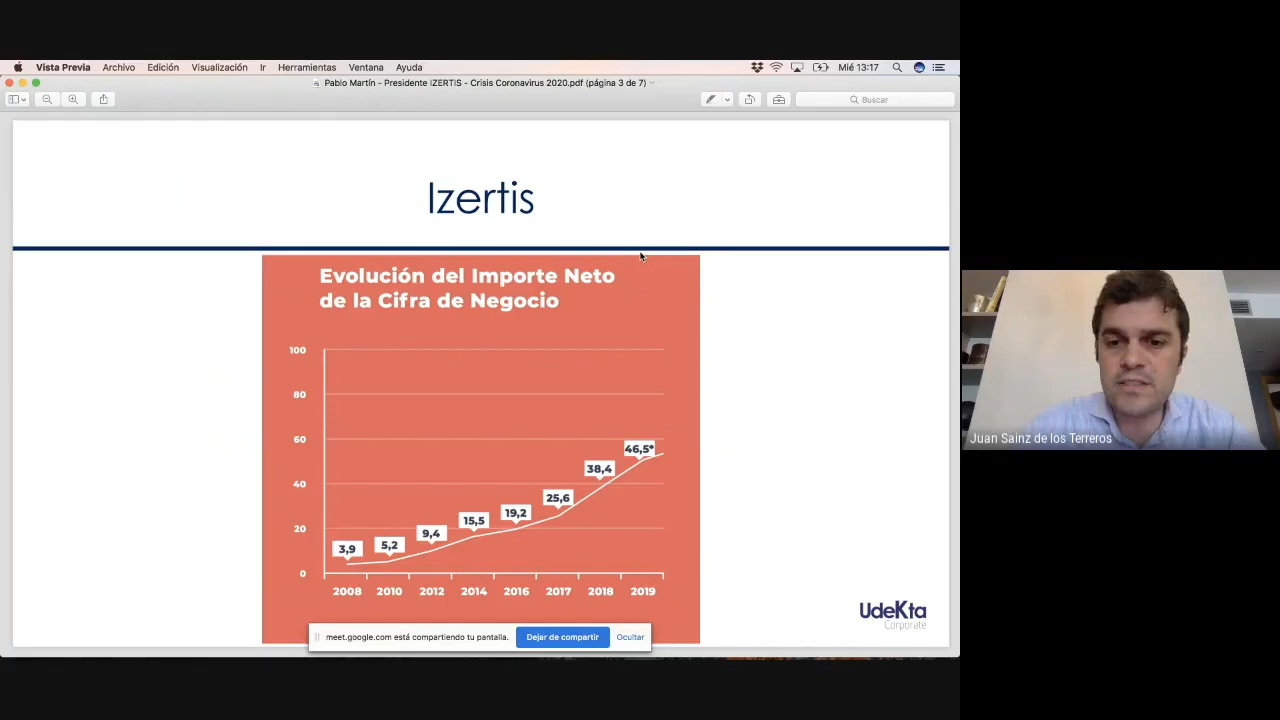 Vista Previa Archivo Edición Visualización Ir Herramientas Ventana Ayuda Mié 13:17
Pablo Martín - Presidente IZERTIS - Crisis Coronavirus 2020.pdf (página 3 de 7)
Buscar
Izertis
Evolución del Importe Neto
de la Cifra de Negocio
100
80
60
40
20
0
3,9
5,2
9,4
15,5
19,2
25,6
38,4
46,5*
2008 2010 2012 2014 2016 2017 2018 2019
UdeKta
Corporate
meet.google.com está compartiendo tu pantalla. Dejar de compartir Ocultar
Juan Sainz de los Terreros